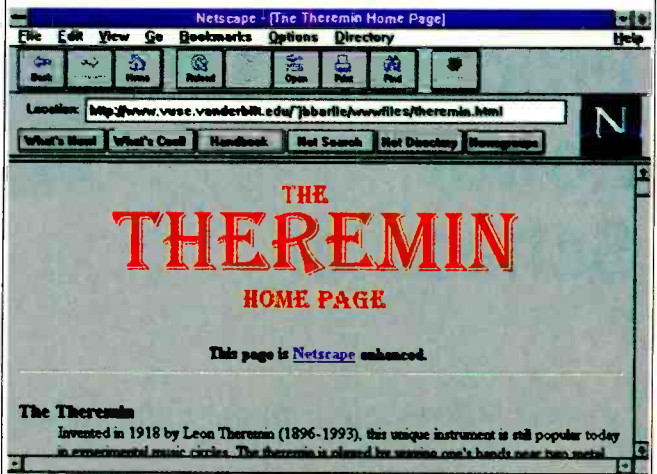 Netscape - [The Theremin Home Page]
File Edit View Go Bookmarks Options Directory Help
Back Home Reload Open Print Find
Location: http://www.vuse.vanderbilt.edu/~jbbarile/wwwfiles/theremin.html
N
What's New! What's Cool! Handbook Net Search Net Directory Newsgroups
THE
THEREMIN
HOME PAGE
This page is Netscape enhanced.
The Theremin
Invented in 1918 by Leon Theremin (1896-1993), this unique instrument is still popular today
in experimental music circles. The theremin is played by waving one's hands near two metal